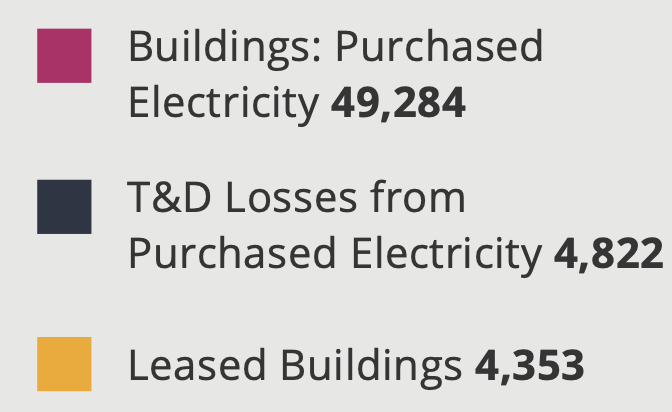 Buildings: Purchased
Electricity 49,284
T&D Losses from
Purchased Electricity 4,822
Leased Buildings 4,353